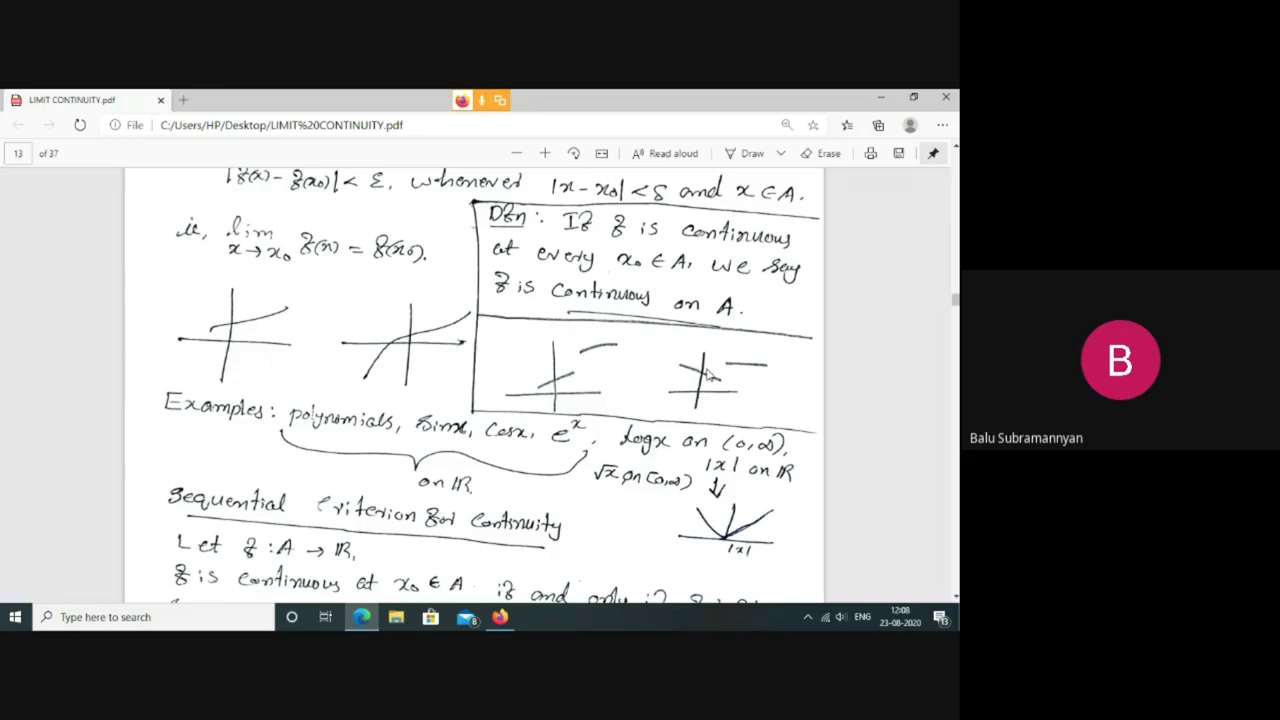 LIMIT CONTINUITY.pdf
File | C:/Users/HP/Desktop/LIMIT%20CONTINUITY.pdf
13 of 37
Read aloud
Draw
Erase
|f(x) - f(x₀)| < ε, whenever |x - x₀| < δ and x ∈ A.
ie, lim x→x₀ f(x) = f(x₀).
Dfn: If f is continuous
at every x₀ ∈ A, we say
f is continuous on A.
Examples: polynomials, sinx, cosx, eˣ, logx on (0,∞),
on ℝ.
√x on (0,∞)
|x| on ℝ
|x|
Sequential Criterion for Continuity
Let f : A → ℝ,
f is continuous at x₀ ∈ A if and only if
Type here to search
8
ENG
12:08
23-08-2020
13
B
Balu Subramannyan